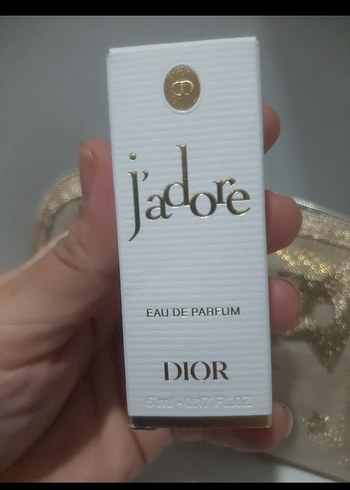 j'adore
EAU DE PARFUM
DIOR
5 ml - 0.17 FL.OZ